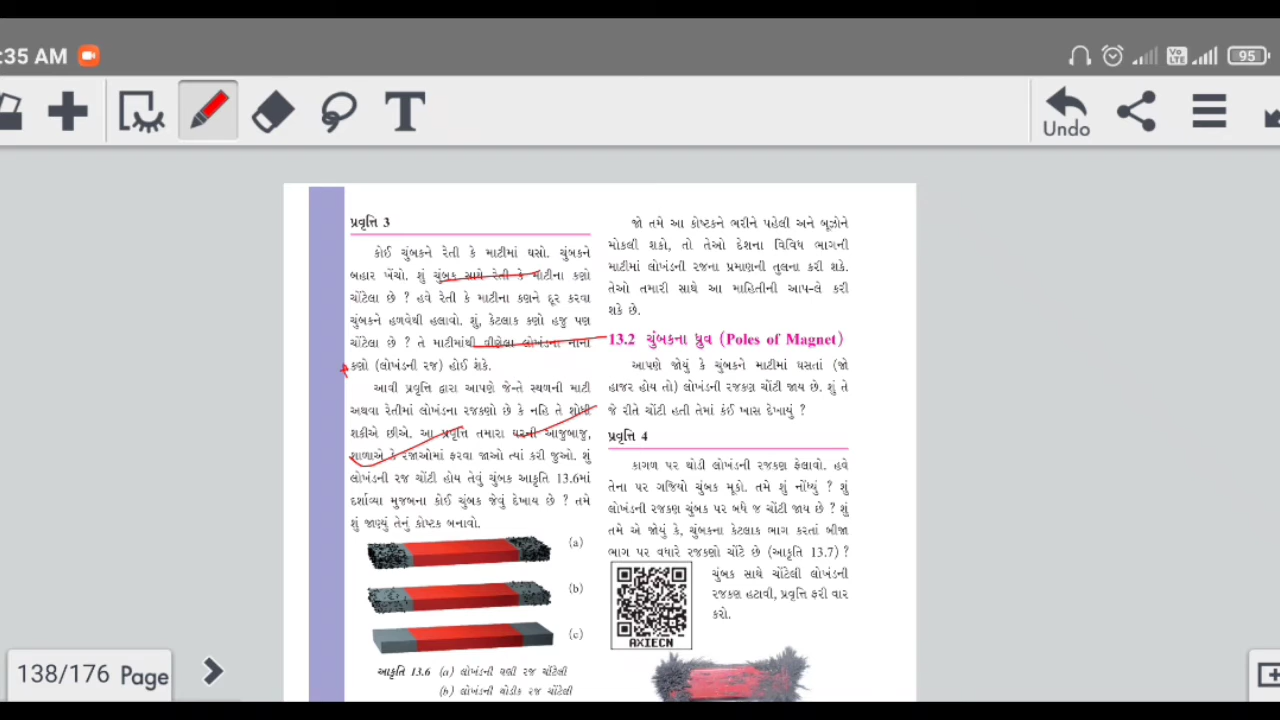 :35 AM
Vo LTE
95
T
Undo
પ્રવૃત્તિ 3
કોઈ ચુંબકને રેતી કે માટીમાં ઘસો. ચુંબકને
બહાર ખેંચો. શું ચુંબક સાથે રેતી કે માટીના કણો
ચોંટેલા છે ? હવે રેતી કે માટીના કણને દૂર કરવા
ચુંબકને હળવેથી હલાવો. શું, કેટલાક કણો હજુ પણ
ચોંટેલા છે ? તે માટીમાંથી વીણેલા લોખંડના નાના
કણો (લોખંડની રજ) હોઈ શકે.
આવી પ્રવૃત્તિ દ્વારા આપણે જે-તે સ્થળની માટી
અથવા રેતીમાં લોખંડના રજકણો છે કે નહિ તે શોધી
શકીએ છીએ. આ પ્રવૃત્તિ તમારા ઘરની આજુબાજુ,
શાળાએ કે રજાઓમાં ફરવા જાઓ ત્યાં કરી જુઓ. શું
લોખંડની રજ ચોંટી હોય તેવું ચુંબક આકૃતિ 13.6માં
દર્શાવ્યા મુજબના કોઈ ચુંબક જેવું દેખાય છે ? તમે
શું જાણ્યું તેનું કોષ્ટક બનાવો.
(a)
(b)
(c)
આકૃતિ 13.6 (a) લોખંડની ઘણી રજ ચોંટેલી
(b) લોખંડની થોડીક રજ ચોંટેલી
જો તમે આ કોષ્ટકને ભરીને પહેલી અને બૂઝોને
મોકલી શકો, તો તેઓ દેશના વિવિધ ભાગની
માટીમાં લોખંડની રજના પ્રમાણની તુલના કરી શકે.
તેઓ તમારી સાથે આ માહિતીની આપ-લે કરી
શકે છે.
13.2 ચુંબકના ધ્રુવ (Poles of Magnet)
આપણે જોયું કે ચુંબકને માટીમાં ઘસતાં (જો
હાજર હોય તો) લોખંડની રજકણ ચોંટી જાય છે. શું તે
જે રીતે ચોંટી હતી તેમાં કંઈ ખાસ દેખાયું ?
પ્રવૃત્તિ 4
કાગળ પર થોડી લોખંડની રજકણ ફેલાવો. હવે
તેના પર ગજિયો ચુંબક મૂકો. તમે શું નોંધ્યું ? શું
લોખંડની રજકણ ચુંબક પર બધે જ ચોંટી જાય છે ? શું
તમે એ જોયું કે, ચુંબકના કેટલાક ભાગ કરતાં બીજા
ભાગ પર વધારે રજકણો ચોંટે છે (આકૃતિ 13.7) ?
ચુંબક સાથે ચોંટેલી લોખંડની
રજકણ હટાવી, પ્રવૃત્તિ ફરી વાર
કરો.
AXIECN
138/176 Page